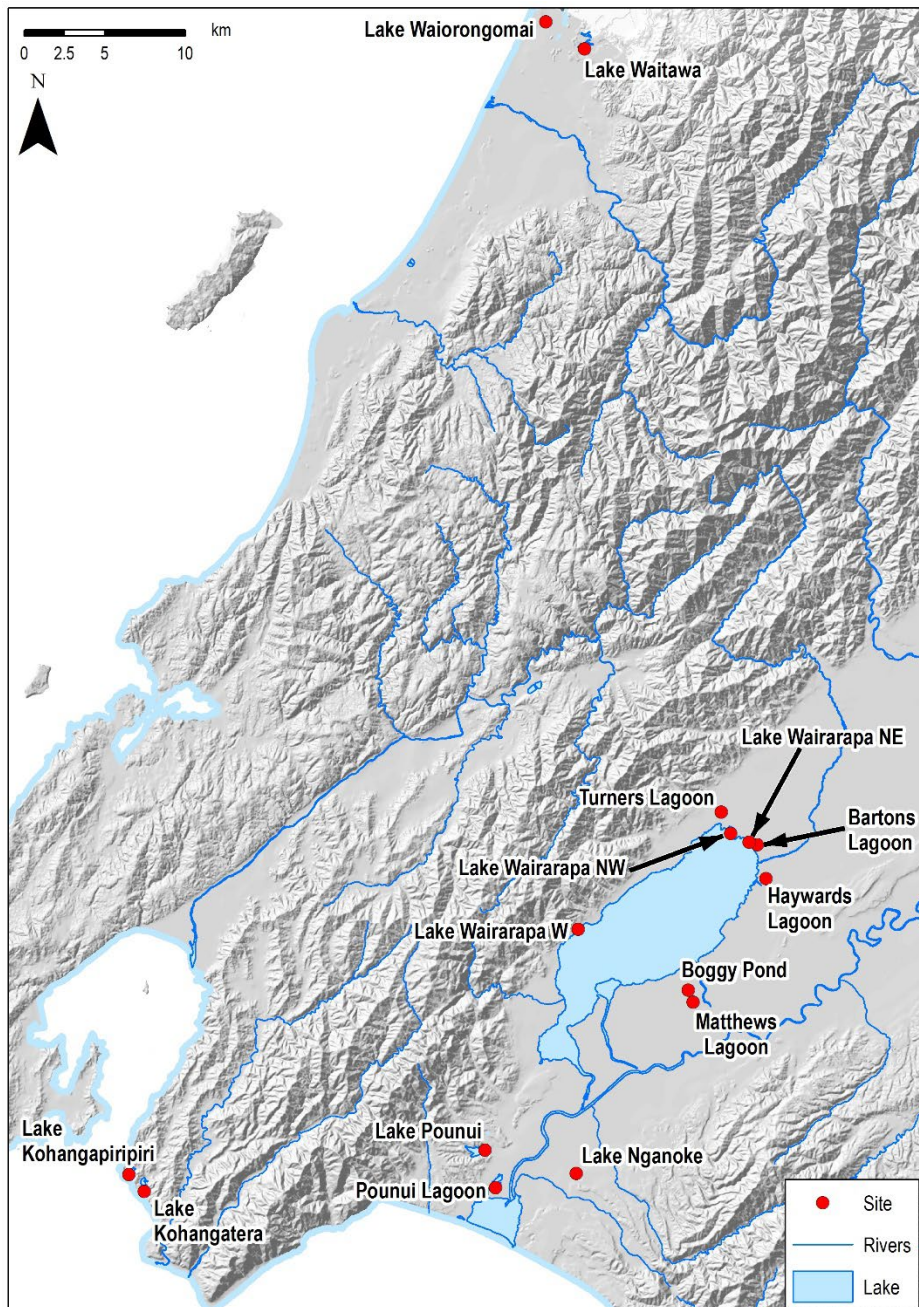 0 2.5 5 10 km
N
Lake Waiorongomai
Lake Waitawa
Lake Wairarapa NE
Turners Lagoon
Bartons
Lagoon
Lake Wairarapa NW
Haywards
Lagoon
Lake Wairarapa W
Boggy Pond
Matthews
Lagoon
Lake
Kohangapiripiri
Lake Pounui
Lake Nganoke
Pounui Lagoon
Lake
Kohangatera
Site
Rivers
Lake